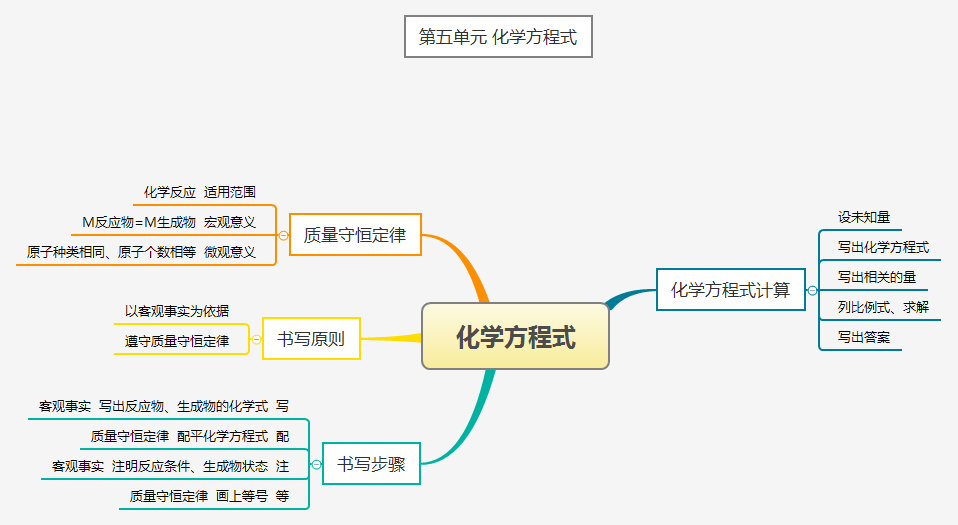 第五单元 化学方程式
化学反应 适用范围
M反应物=M生成物 宏观意义
原子种类相同、原子个数相等 微观意义
质量守恒定律
以客观事实为依据
遵守质量守恒定律
书写原则
客观事实 写出反应物、生成物的化学式 写
质量守恒定律 配平化学方程式 配
客观事实 注明反应条件、生成物状态 注
质量守恒定律 画上等号 等
书写步骤
化学方程式
化学方程式计算
设未知量
写出化学方程式
写出相关的量
列比例式、求解
写出答案